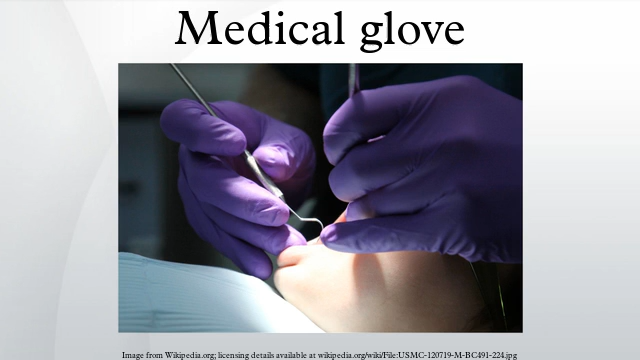 Medical glove
Image from Wikipedia.org; licensing details available at wikipedia.org/wiki/File:USMC-120719-M-BC491-224.jpg